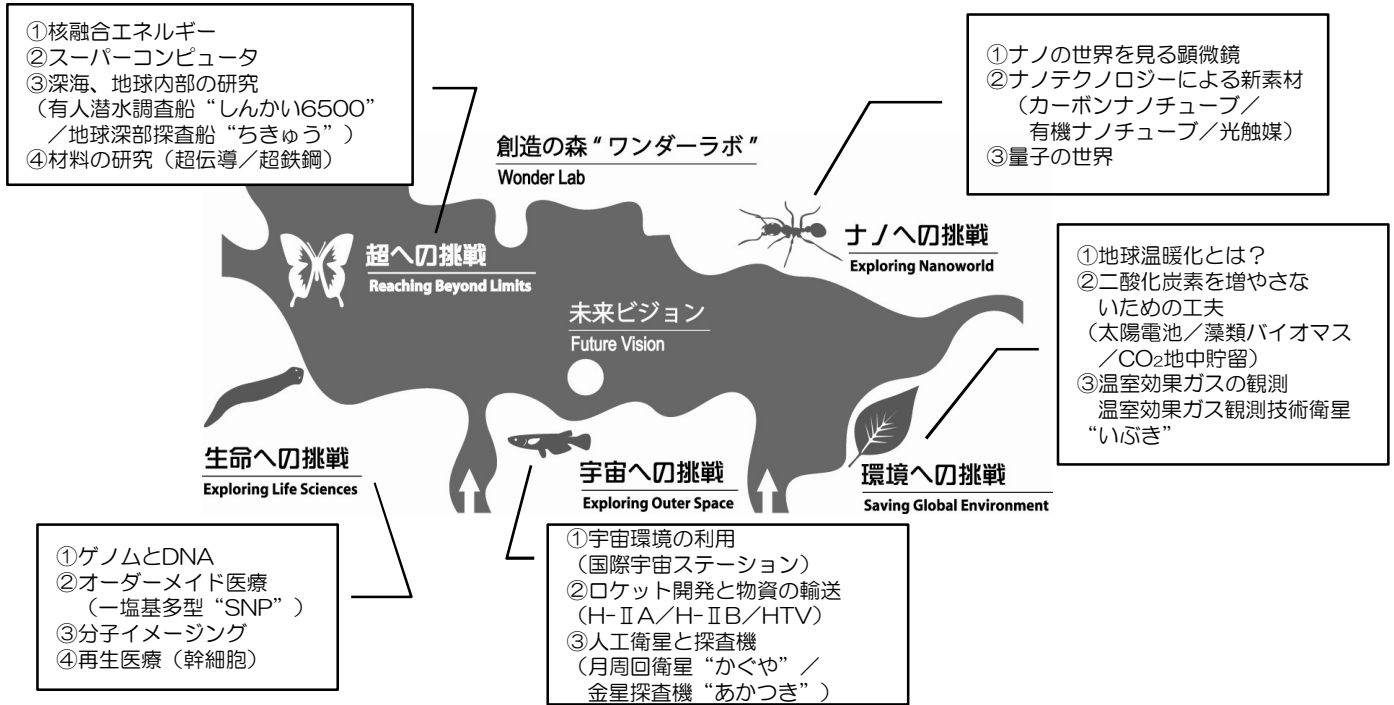 ①核融合エネルギー
②スーパーコンピュータ
③深海、地球内部の研究
(有人潜水調査船“しんかい6500”
/地球深部探査船“ちきゅう”)
④材料の研究(超伝導/超鉄鋼)
①ナノの世界を見る顕微鏡
②ナノテクノロジーによる新素材
(カーボンナノチューブ/
有機ナノチューブ/光触媒)
③量子の世界
創造の森“ワンダーラボ”
Wonder Lab
超への挑戦
Reaching Beyond Limits
ナノへの挑戦
Exploring Nanoworld
①地球温暖化とは?
②二酸化炭素を増やさな
いための工夫
(太陽電池/藻類バイオマス
/CO₂地中貯留)
③温室効果ガスの観測
温室効果ガス観測技術衛星
“いぶき”
未来ビジョン
Future Vision
生命への挑戦
Exploring Life Sciences
宇宙への挑戦
Exploring Outer Space
環境への挑戦
Saving Global Environment
①ゲノムとDNA
②オーダーメイド医療
(一塩基多型“SNP”)
③分子イメージング
④再生医療(幹細胞)
①宇宙環境の利用
(国際宇宙ステーション)
②ロケット開発と物資の輸送
(H-ⅡA/H-ⅡB/HTV)
③人工衛星と探査機
(月周回衛星“かぐや”/
金星探査機“あかつき”)